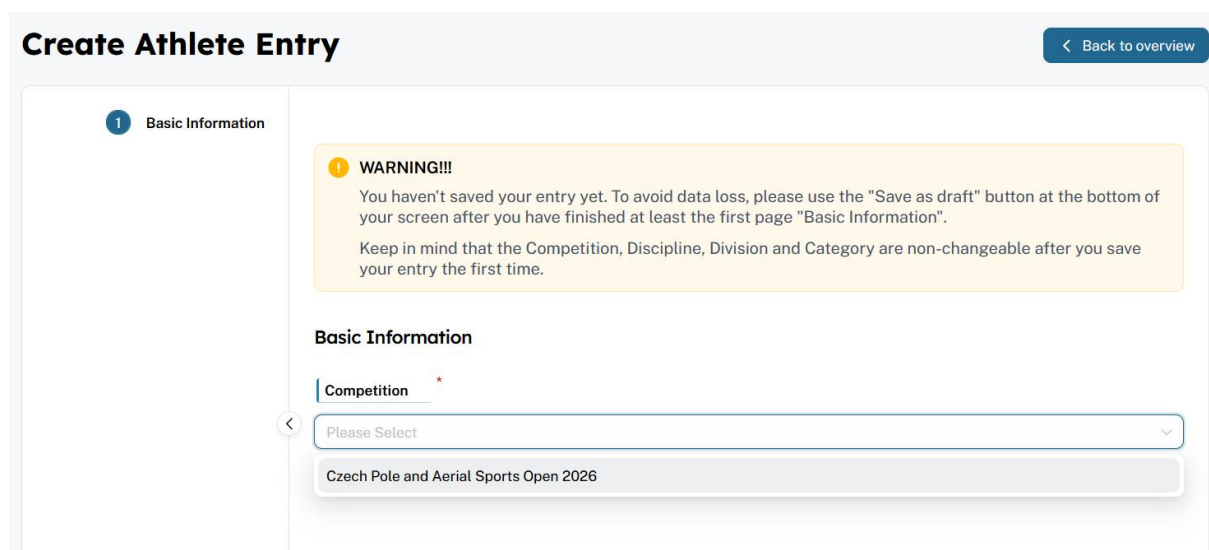 Create Athlete Entry
Back to overview
1 Basic Information
WARNING!!!
You haven't saved your entry yet. To avoid data loss, please use the "Save as draft" button at the bottom of
your screen after you have finished at least the first page "Basic Information".
Keep in mind that the Competition, Discipline, Division and Category are non-changeable after you save
your entry the first time.
Basic Information
Competition *
Please Select
Czech Pole and Aerial Sports Open 2026